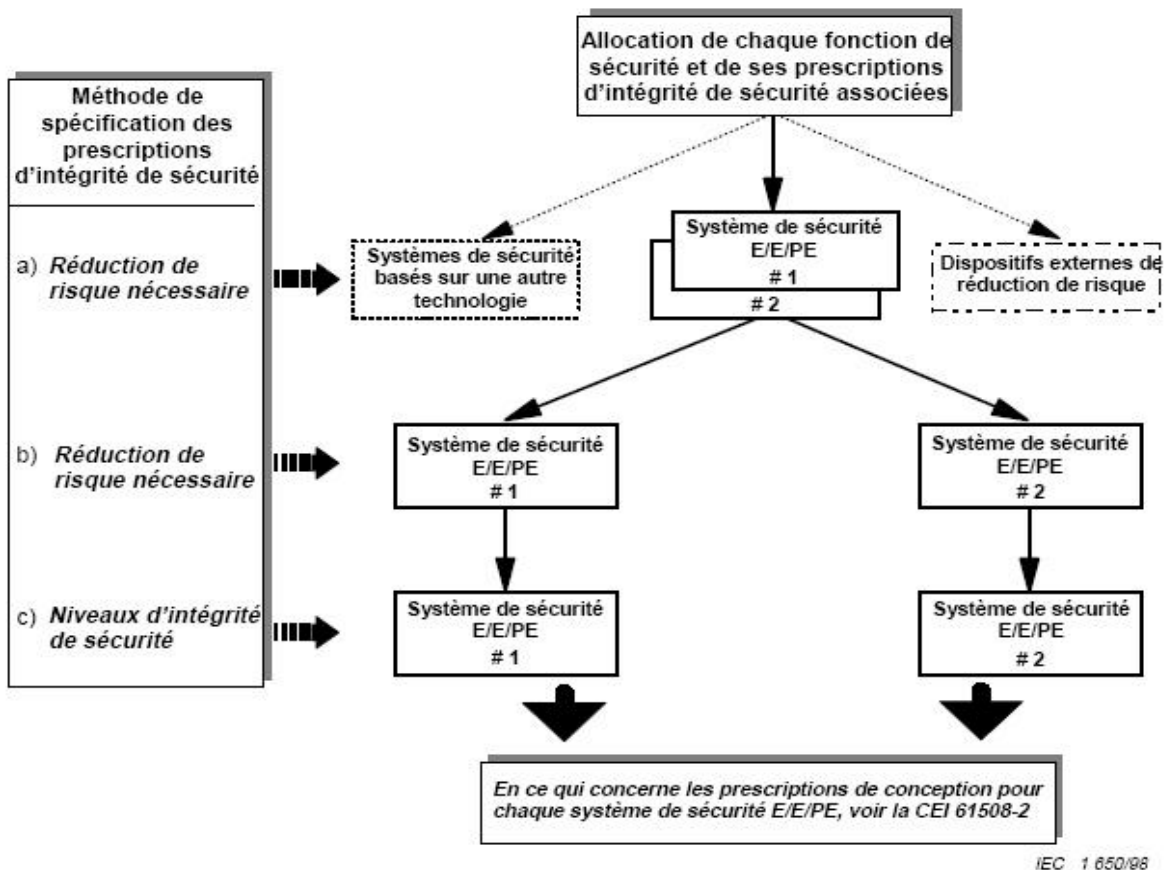 Allocation de chaque fonction de
sécurité et de ses prescriptions
d'intégrité de sécurité associées
Méthode de
spécification des
prescriptions
d'intégrité de sécurité
a) Réduction de
risque nécessaire
Systèmes de sécurité
basés sur une autre
technologie
Système de sécurité
E/E/PE
# 1
# 2
Dispositifs externes de
réduction de risque
b) Réduction de
risque nécessaire
Système de sécurité
E/E/PE
# 1
Système de sécurité
E/E/PE
# 2
c) Niveaux d'intégrité
de sécurité
Système de sécurité
E/E/PE
# 1
Système de sécurité
E/E/PE
# 2
En ce qui concerne les prescriptions de conception pour
chaque système de sécurité E/E/PE, voir la CEI 61508-2
IEC 1 650/98